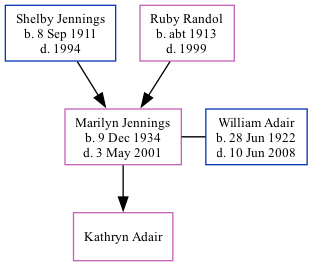 Shelby Jennings
b. 8 Sep 1911
d. 1994
Ruby Randol
b. abt 1913
d. 1999
Marilyn Jennings
b. 9 Dec 1934
d. 3 May 2001
William Adair
b. 28 Jun 1922
d. 10 Jun 2008
Kathryn Adair